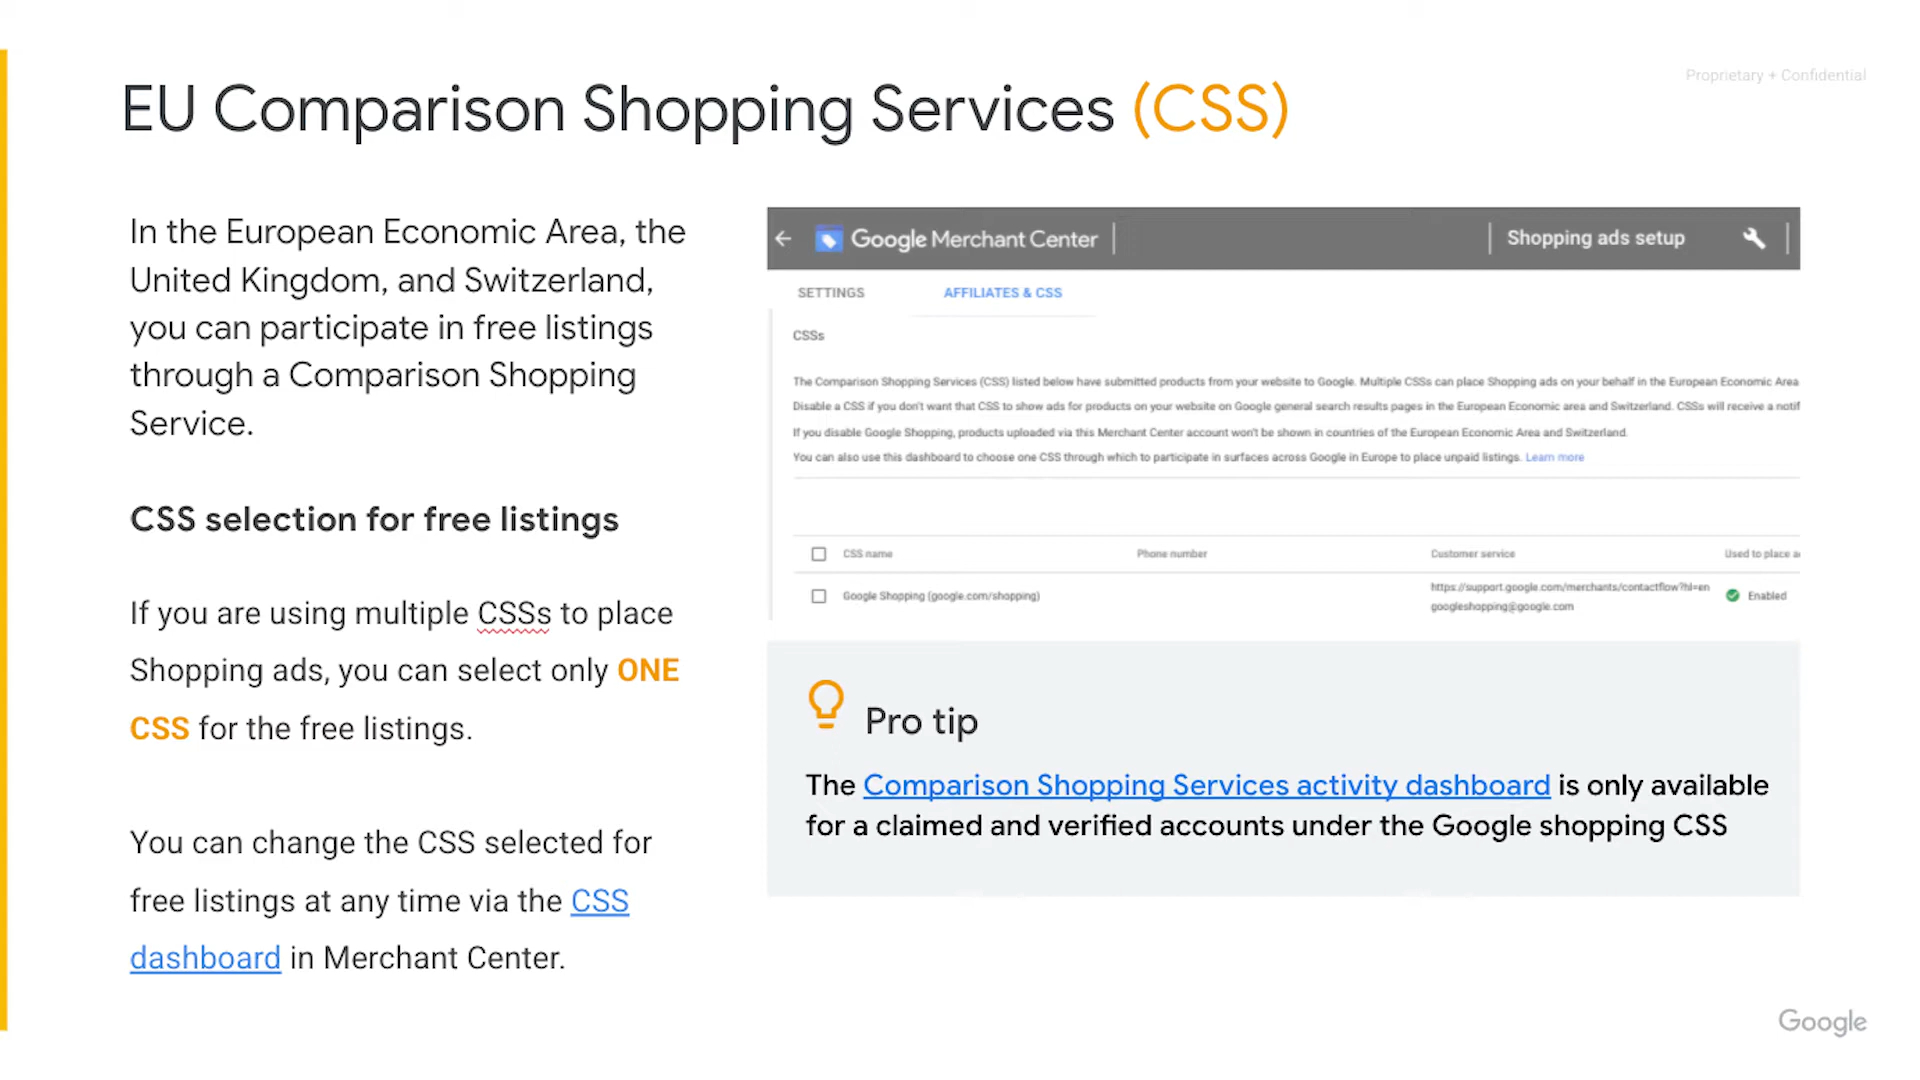 Proprietary + Confidential
EU Comparison Shopping Services (CSS)
In the European Economic Area, the
United Kingdom, and Switzerland,
you can participate in free listings
through a Comparison Shopping
Service.
CSS selection for free listings
If you are using multiple CSSs to place
Shopping ads, you can select only ONE
CSS for the free listings.
You can change the CSS selected for
free listings at any time via the CSS
dashboard in Merchant Center.
Google Merchant Center
Shopping ads setup
SETTINGS
AFFILIATES & CSS
CSSs
The Comparison Shopping Services (CSS) listed below have submitted products from your website to Google. Multiple CSSs can place Shopping ads on your behalf in the European Economic Area
Disable a CSS if you don't want that CSS to show ads for products on your website on Google general search results pages in the European Economic area and Switzerland. CSSs will receive a notif
If you disable Google Shopping, products uploaded via this Merchant Center account won't be shown in countries of the European Economic Area and Switzerland.
You can also use this dashboard to choose one CSS through which to participate in surfaces across Google in Europe to place unpaid listings. Learn more
CSS name Phone number Customer service Used to place a
Google Shopping (google.com/shopping) https://support.google.com/merchants/contactflow?hl=en Enabled
googleshopping@google.com
Pro tip
The Comparison Shopping Services activity dashboard is only available
for a claimed and verified accounts under the Google shopping CSS
Google